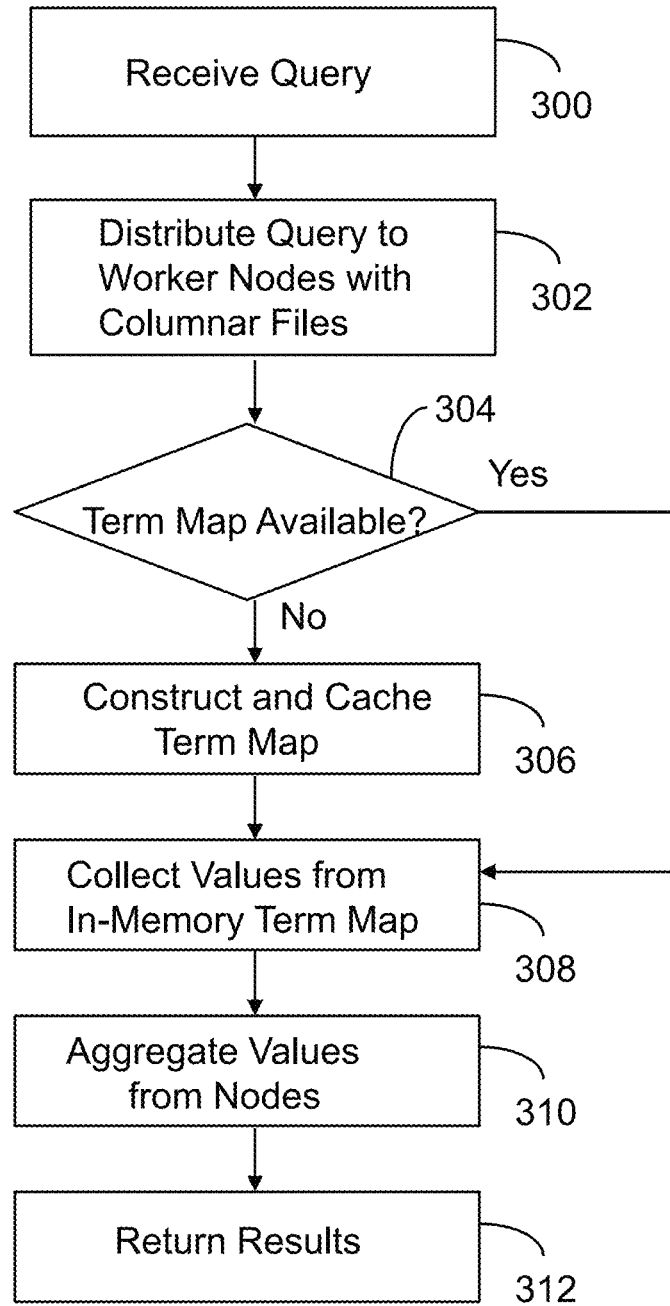 Receive Query
300
Distribute Query to
Worker Nodes with
Columnar Files
302
304
Yes
Term Map Available?
No
Construct and Cache
Term Map
306
Collect Values from
In-Memory Term Map
308
Aggregate Values
from Nodes
310
Return Results
312